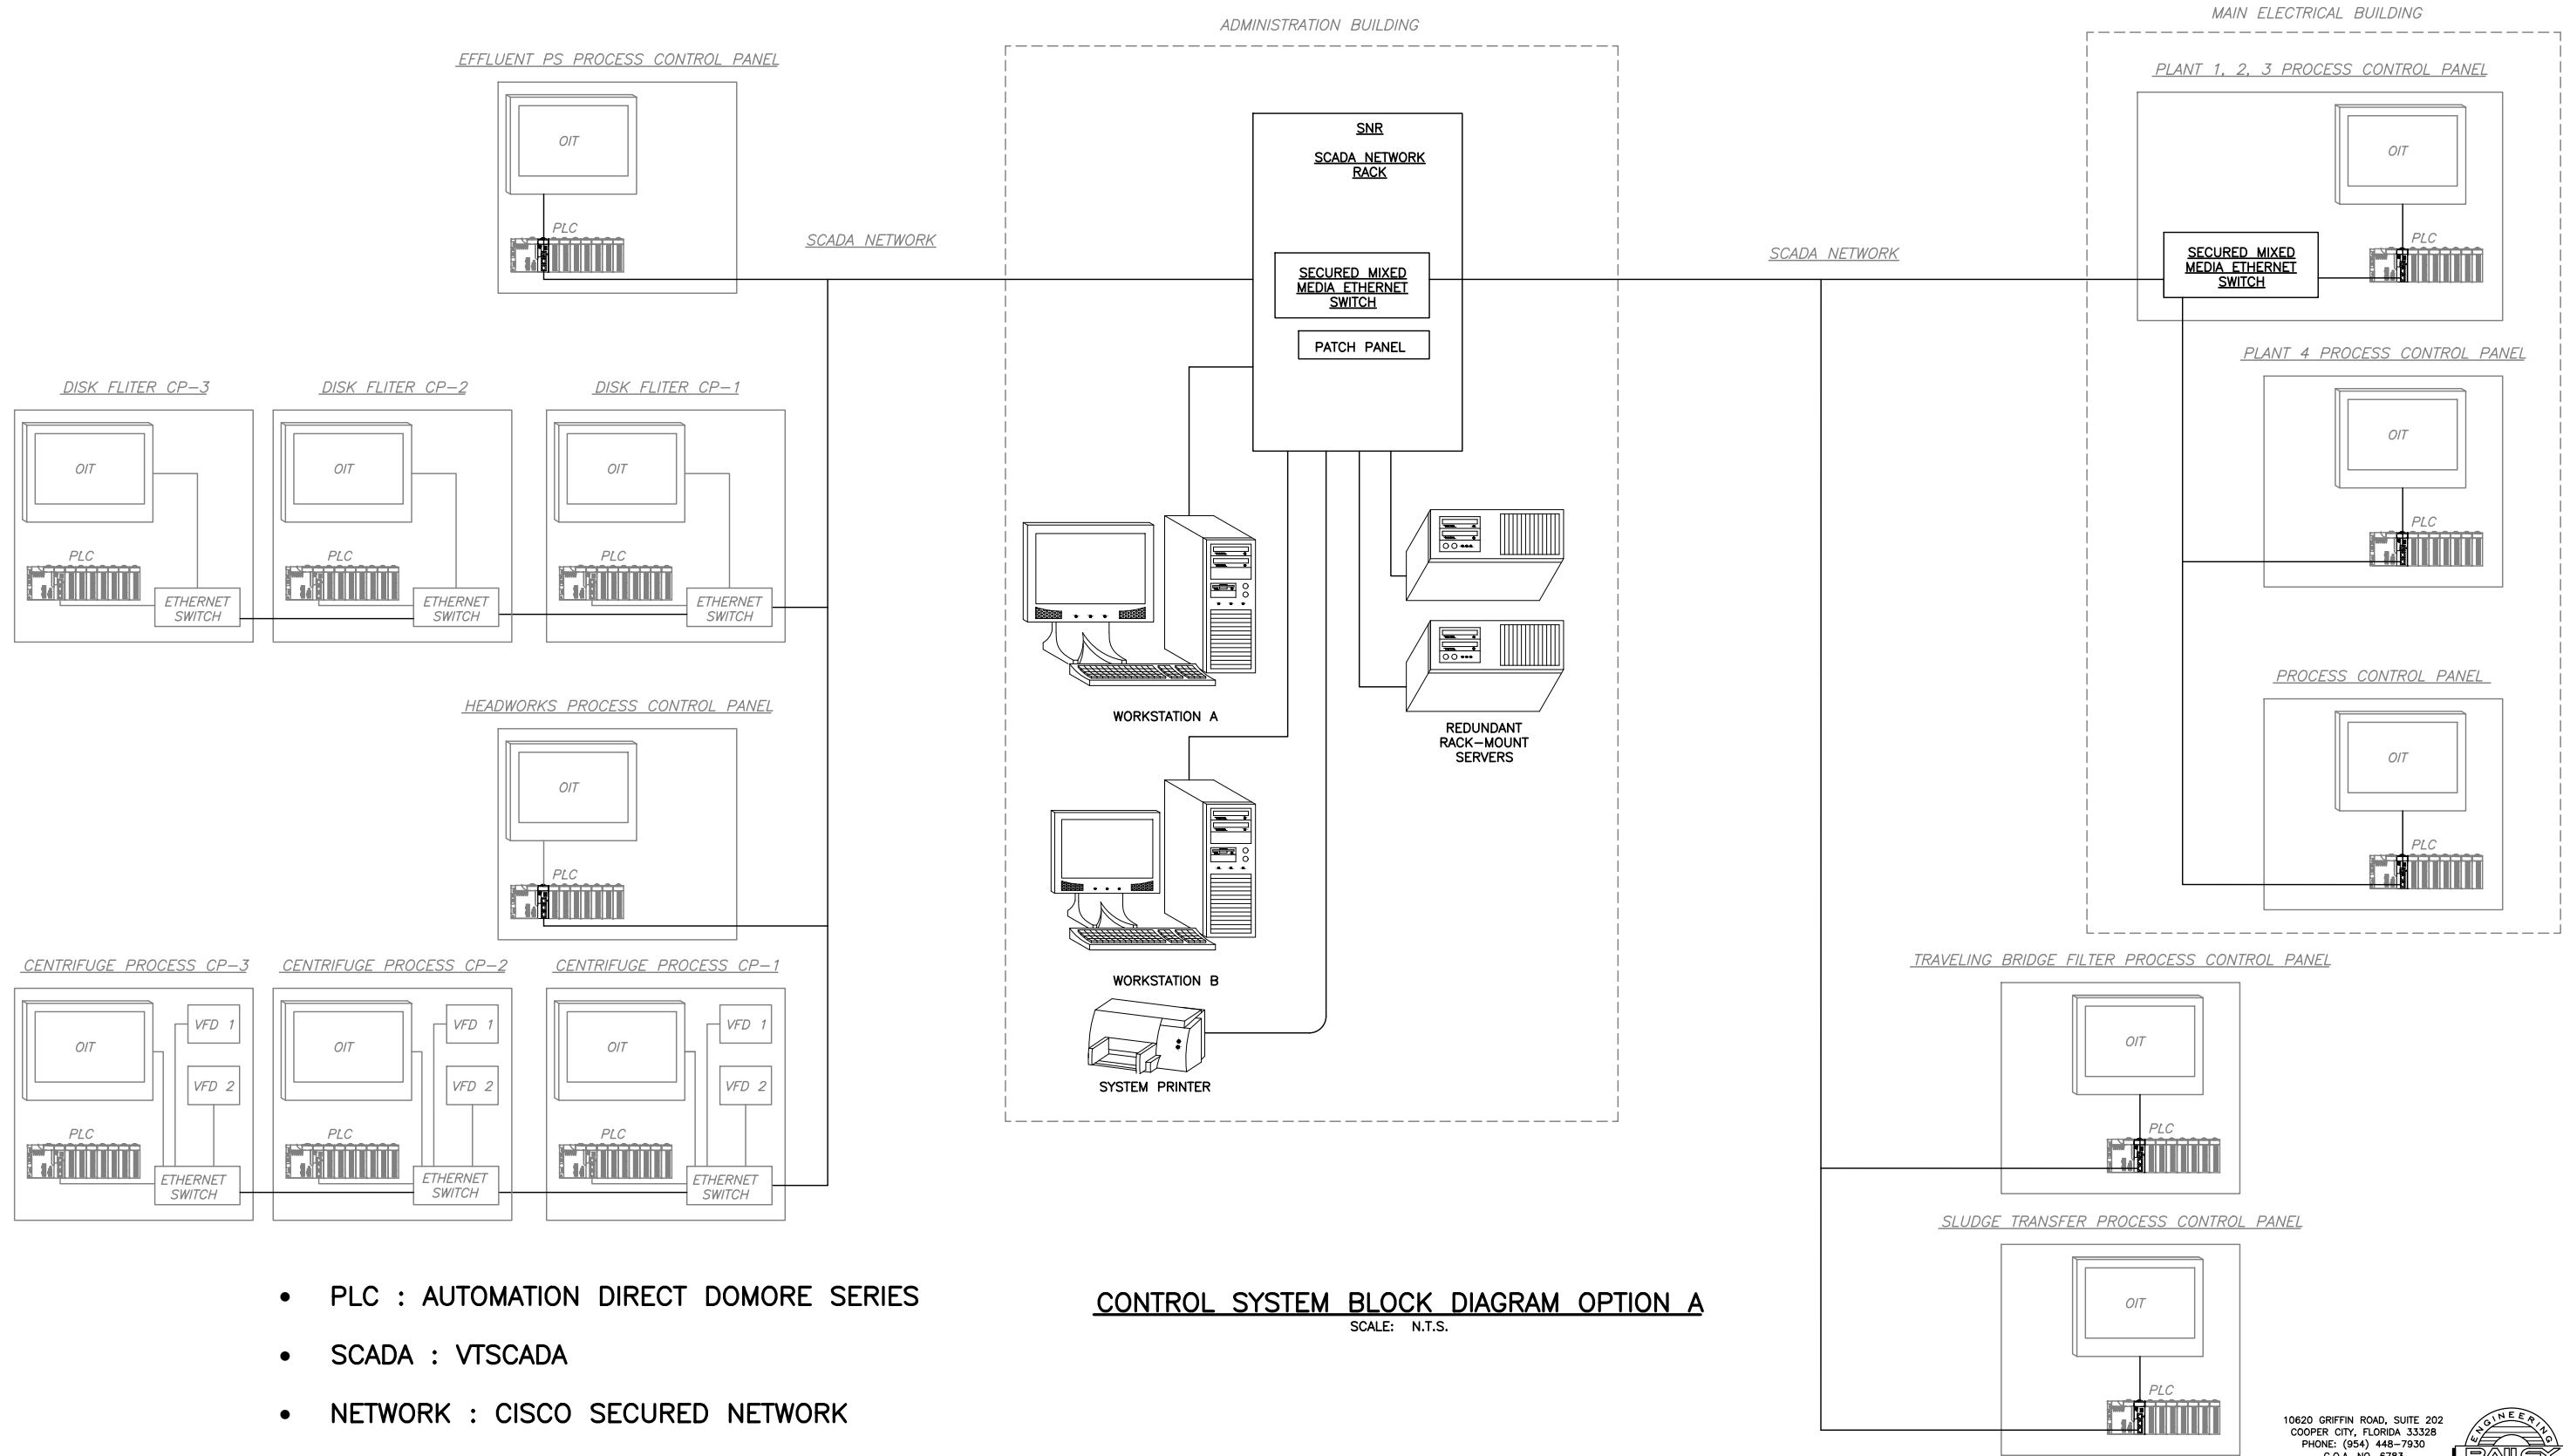 ADMINISTRATION BUILDING
MAIN ELECTRICAL BUILDING
EFFLUENT PS PROCESS CONTROL PANEL
OIT
PLC
SCADA NETWORK
SNR
SCADA NETWORK
RACK
SECURED MIXED
MEDIA ETHERNET
SWITCH
PATCH PANEL
SCADA NETWORK
PLANT 1, 2, 3 PROCESS CONTROL PANEL
OIT
PLC
SECURED MIXED
MEDIA ETHERNET
SWITCH
PLANT 4 PROCESS CONTROL PANEL
OIT
PLC
PROCESS CONTROL PANEL
OIT
PLC
DISK FLITER CP-3
OIT
PLC
ETHERNET
SWITCH
DISK FLITER CP-2
OIT
PLC
ETHERNET
SWITCH
DISK FLITER CP-1
OIT
PLC
ETHERNET
SWITCH
WORKSTATION A
REDUNDANT
RACK-MOUNT
SERVERS
WORKSTATION B
SYSTEM PRINTER
HEADWORKS PROCESS CONTROL PANEL
OIT
PLC
CENTRIFUGE PROCESS CP-3
OIT
VFD 1
VFD 2
PLC
ETHERNET
SWITCH
CENTRIFUGE PROCESS CP-2
OIT
VFD 1
VFD 2
PLC
ETHERNET
SWITCH
CENTRIFUGE PROCESS CP-1
OIT
VFD 1
VFD 2
PLC
ETHERNET
SWITCH
TRAVELING BRIDGE FILTER PROCESS CONTROL PANEL
OIT
PLC
SLUDGE TRANSFER PROCESS CONTROL PANEL
OIT
PLC
• PLC : AUTOMATION DIRECT DOMORE SERIES
• SCADA : VTSCADA
• NETWORK : CISCO SECURED NETWORK
CONTROL SYSTEM BLOCK DIAGRAM OPTION A
SCALE: N.T.S.
10620 GRIFFIN ROAD, SUITE 202
COOPER CITY, FLORIDA 33328
PHONE: (954) 448-7930
C.O.A. NO. 6783
ENGINEERING